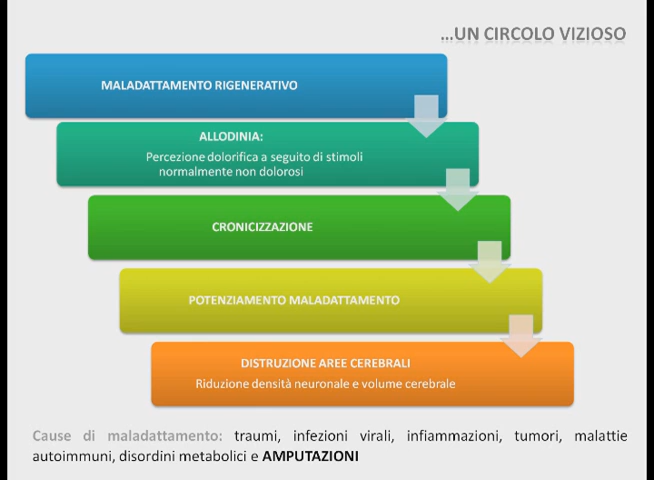 ...UN CIRCOLO VIZIOSO
MALADATTAMENTO RIGENERATIVO
ALLODINIA:
Percezione dolorifica a seguito di stimoli
normalmente non dolorosi
CRONICIZZAZIONE
POTENZIAMENTO MALADATTAMENTO
DISTRUZIONE AREE CEREBRALI
Riduzione densità neuronale e volume cerebrale
Cause di maladattamento: traumi, infezioni virali, infiammazioni, tumori, malattie
autoimmuni, disordini metabolici e AMPUTAZIONI